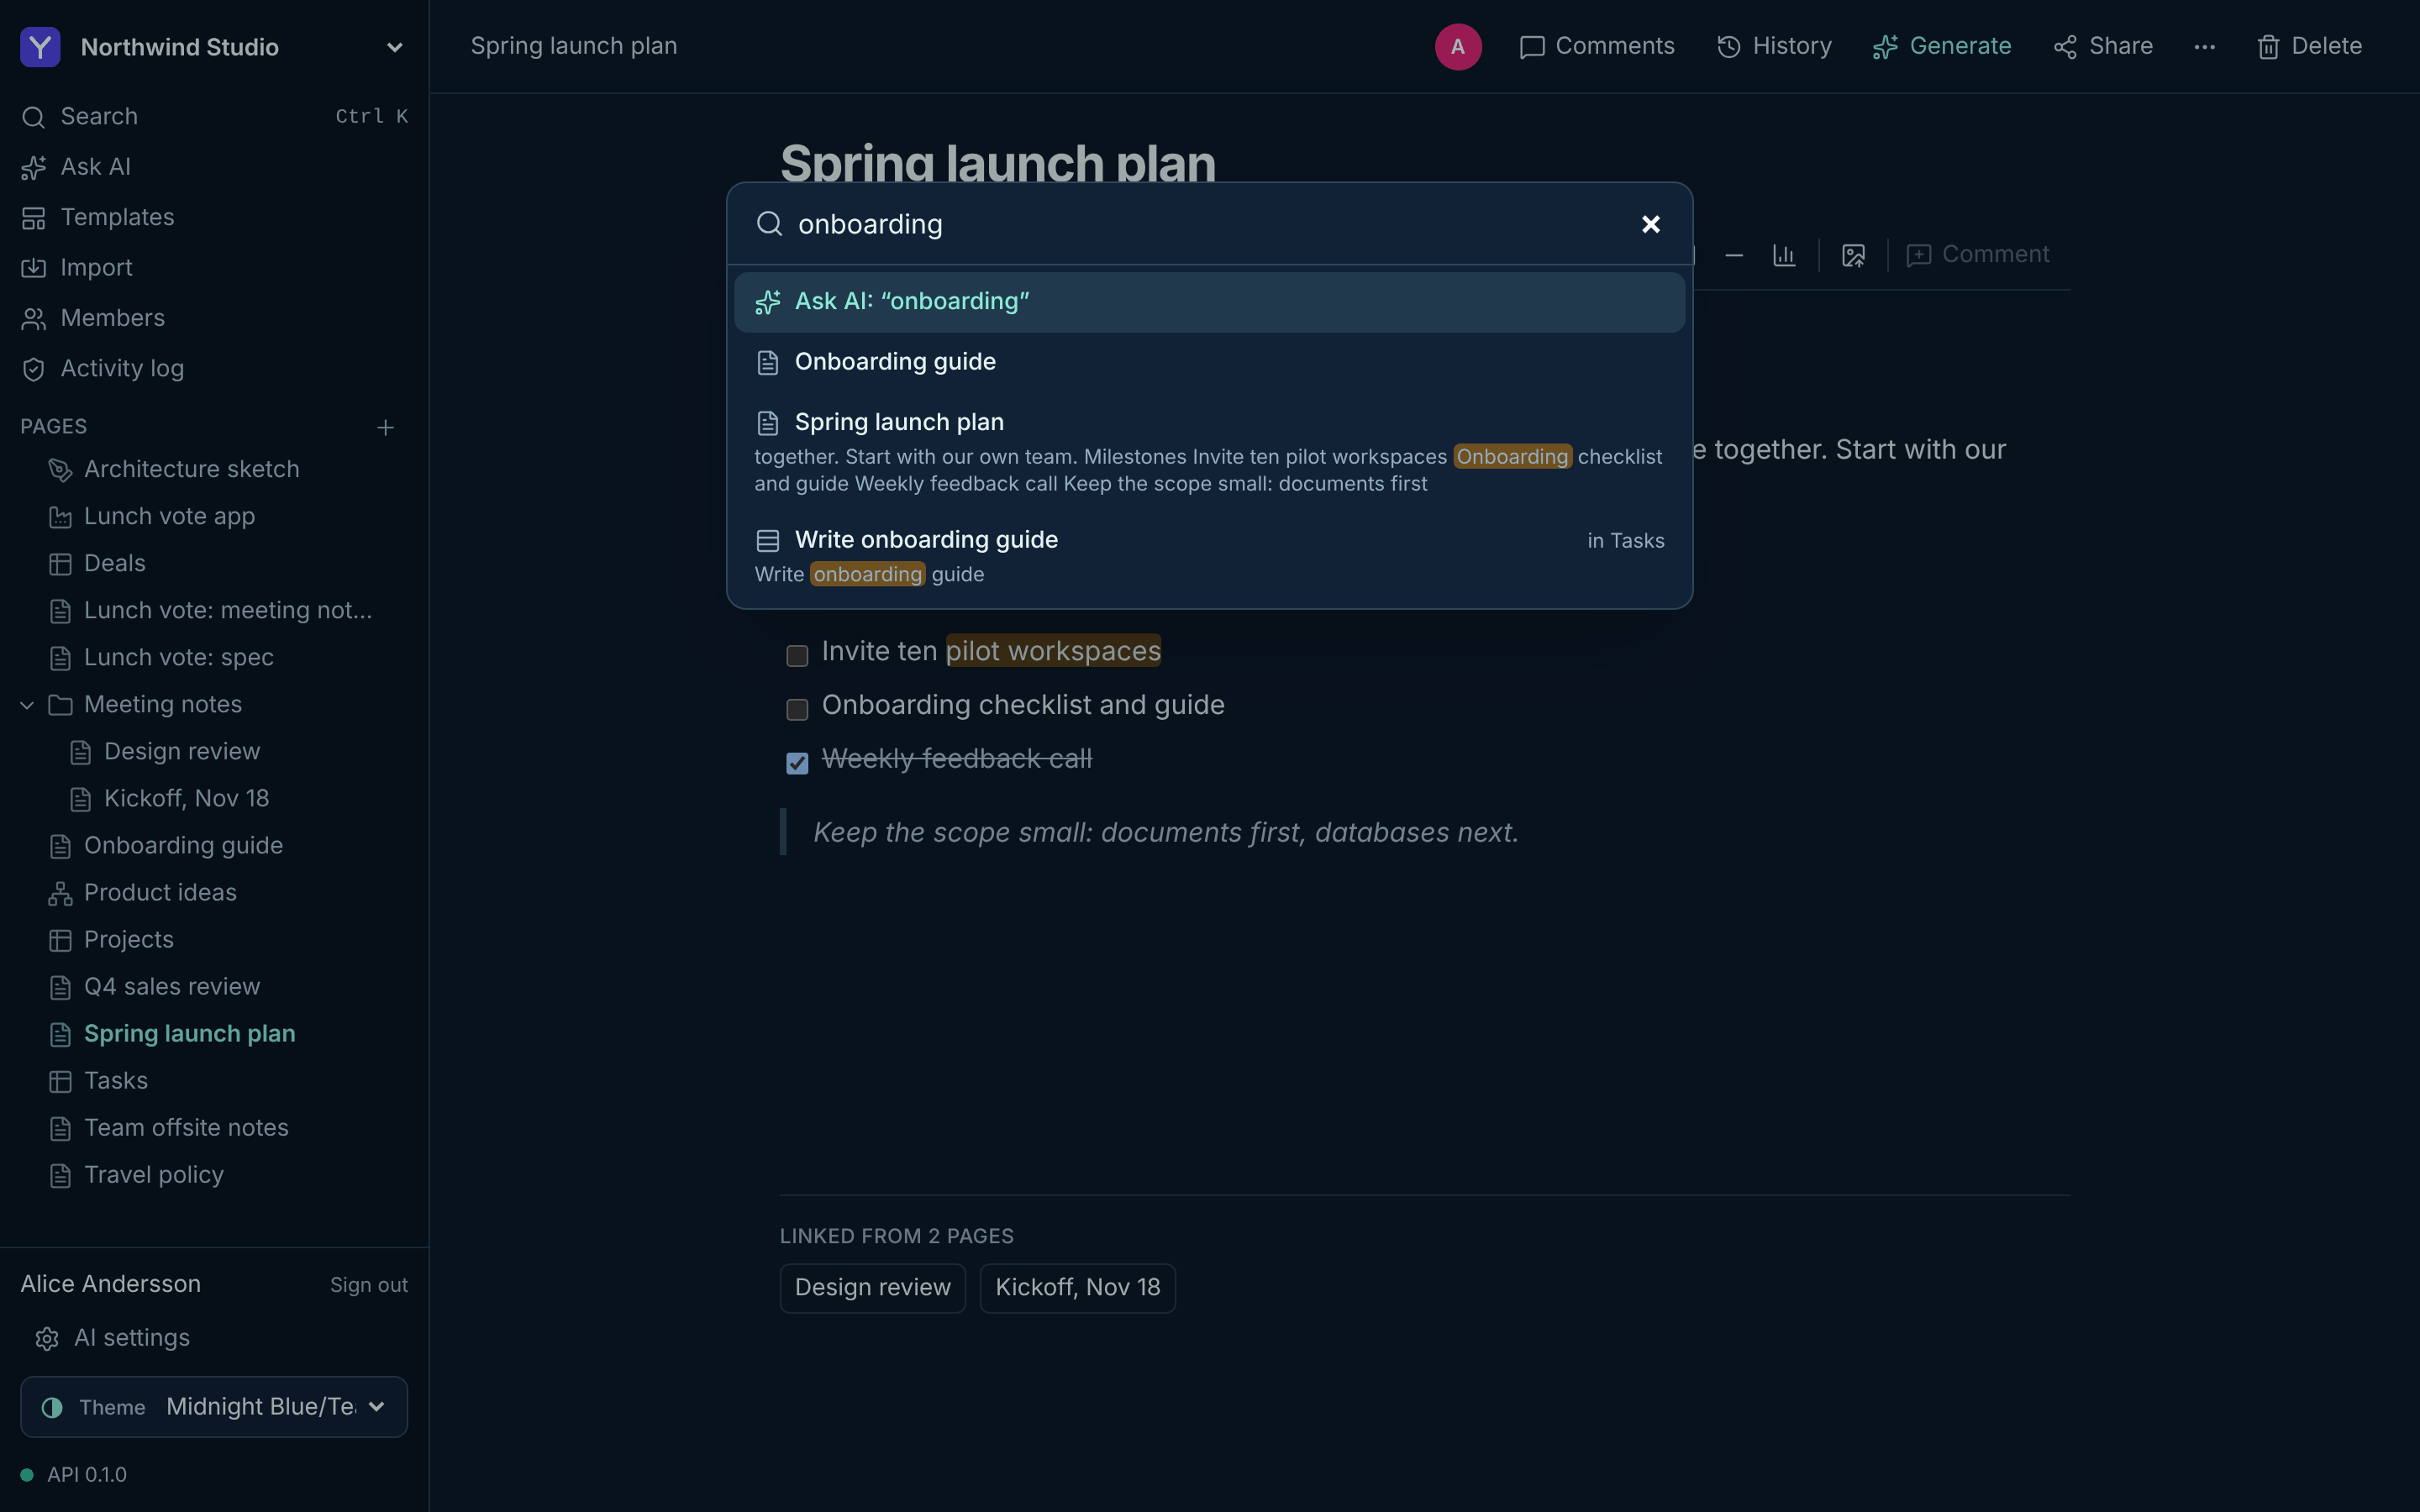 Northwind Studio
Search Ctrl K
Ask AI
Templates
Import
Members
Activity log
PAGES
Architecture sketch
Lunch vote app
Deals
Lunch vote: meeting not...
Lunch vote: spec
Meeting notes
Design review
Kickoff, Nov 18
Onboarding guide
Product ideas
Projects
Q4 sales review
Spring launch plan
Tasks
Team offsite notes
Travel policy
Alice Andersson Sign out
AI settings
Theme Midnight Blue/Te
API 0.1.0
Spring launch plan
A Comments History Generate Share ... Delete
Spring launch plan
Comment
onboarding
Ask AI: “onboarding”
Onboarding guide
Spring launch plan
together. Start with our own team. Milestones Invite ten pilot workspaces Onboarding checklist
and guide Weekly feedback call Keep the scope small: documents first
Write onboarding guide in Tasks
Write onboarding guide
e together. Start with our
Invite ten pilot workspaces
Onboarding checklist and guide
Weekly feedback call
Keep the scope small: documents first, databases next.
LINKED FROM 2 PAGES
Design review Kickoff, Nov 18